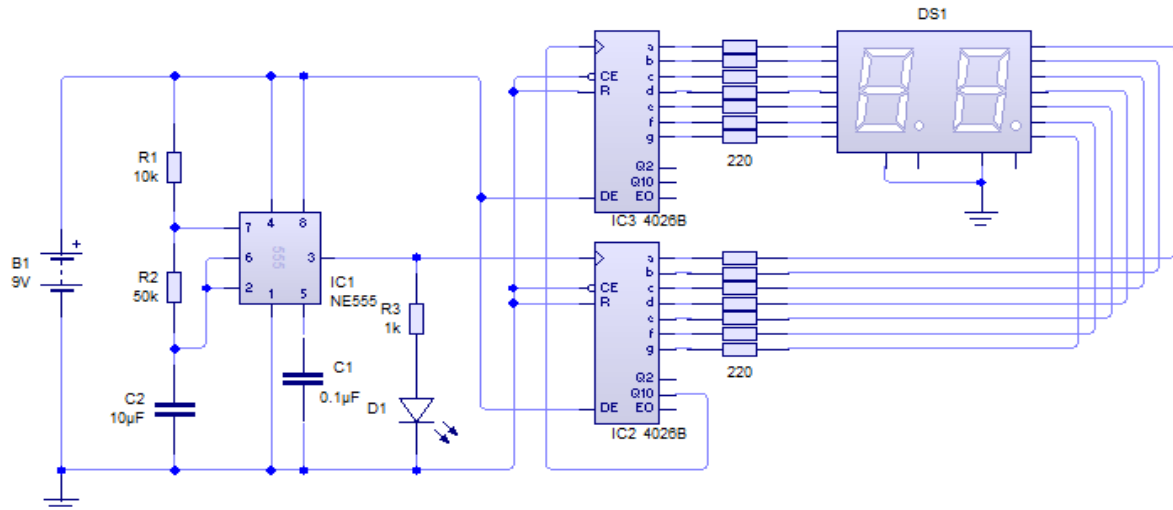 DS1
a
b
c
d
e
f
g
CE
R
Q2
Q10
DE EO
IC3 4026B
220
R1
10k
B1
9V
+
R2
50k
7
4
8
6
555
3
2
1
5
IC1
NE555
R3
1k
C1
0.1µF
C2
10µF
D1
a
b
c
d
e
f
g
CE
R
Q2
Q10
DE EO
IC2 4026B
220